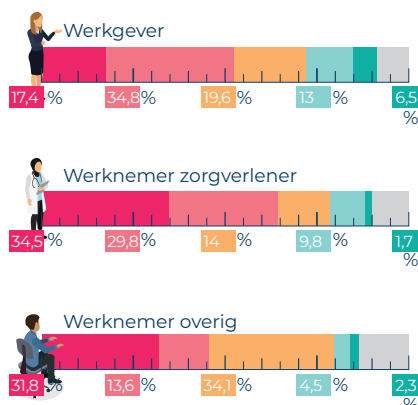 Werkgever
17,4 % 34,8 % 19,6 % 13 % 6,5
%
Werknemer zorgverlener
34,5 % 29,8 % 14 % 9,8 % 1,7
%
Werknemer overig
31,8 % 13,6 % 34,1 % 4,5 % 2,3
%